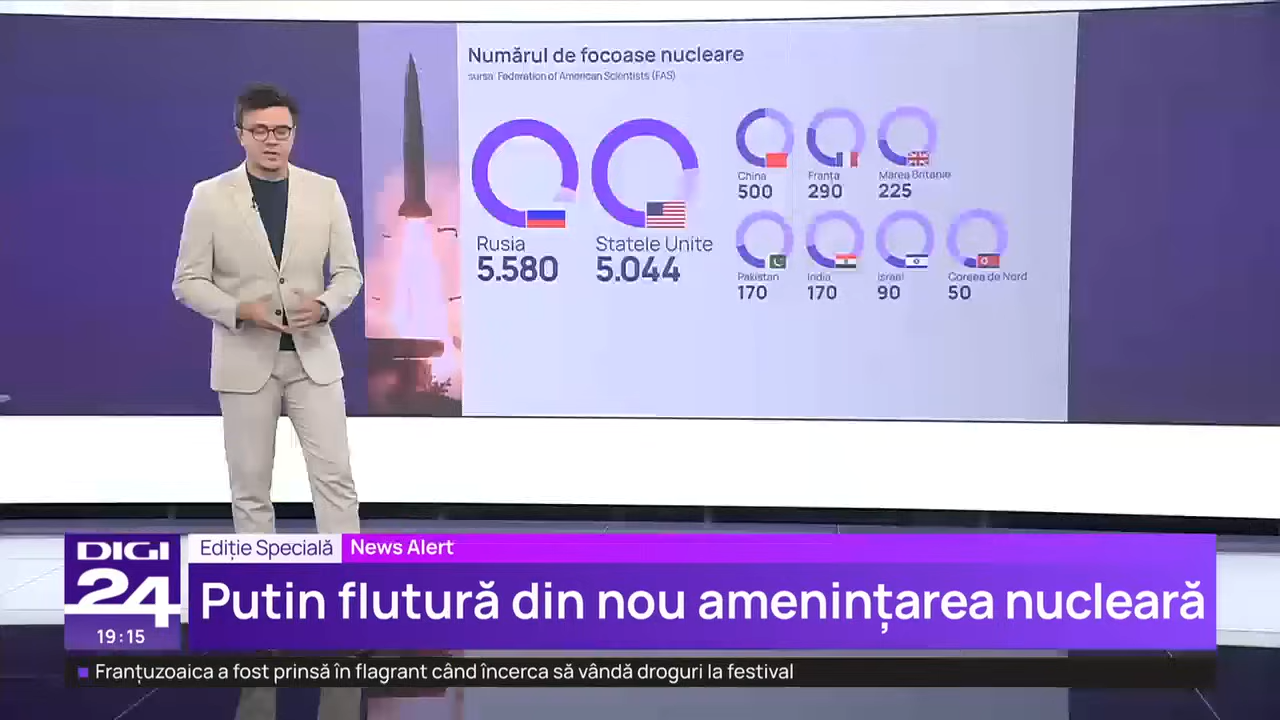 Numărul de focoase nucleare
sursa: Federation of American Scientists (FAS)
Rusia
5.580
Statele Unite
5.044
China
500
Franța
290
Marea Britanie
225
Pakistan
170
India
170
Israel
90
Coreea de Nord
50
DIGI
24
19:15
Ediție Specială
News Alert
Putin flutură din nou amenințarea nucleară
Franțuzoaica a fost prinsă în flagrant când încerca să vândă droguri la festival